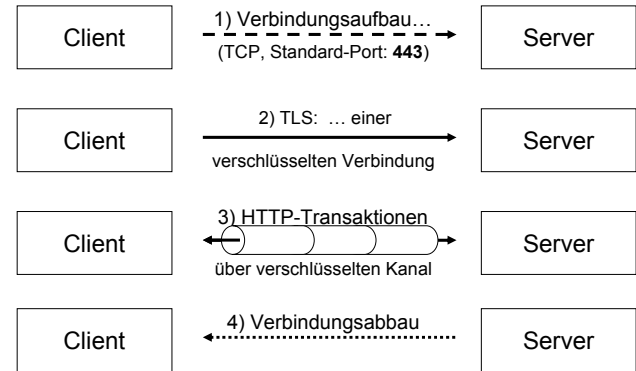 1) Verbindungsaufbau…
Client
Server
(TCP, Standard-Port: 443)
2) TLS: … einer
Client
Server
verschlüsselten Verbindung
3) HTTP-Transaktionen
Client
Server
über verschlüsselten Kanal
4) Verbindungsabbau
Client
Server